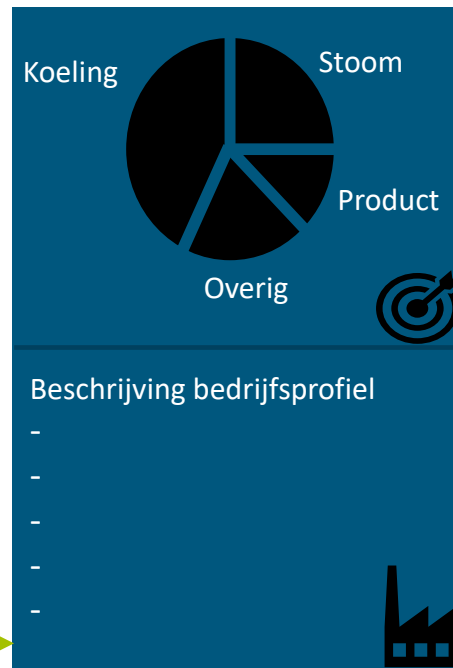 Koeling
Stoom
Product
Overig
Beschrijving bedrijfsprofiel
-
-
-
-
-